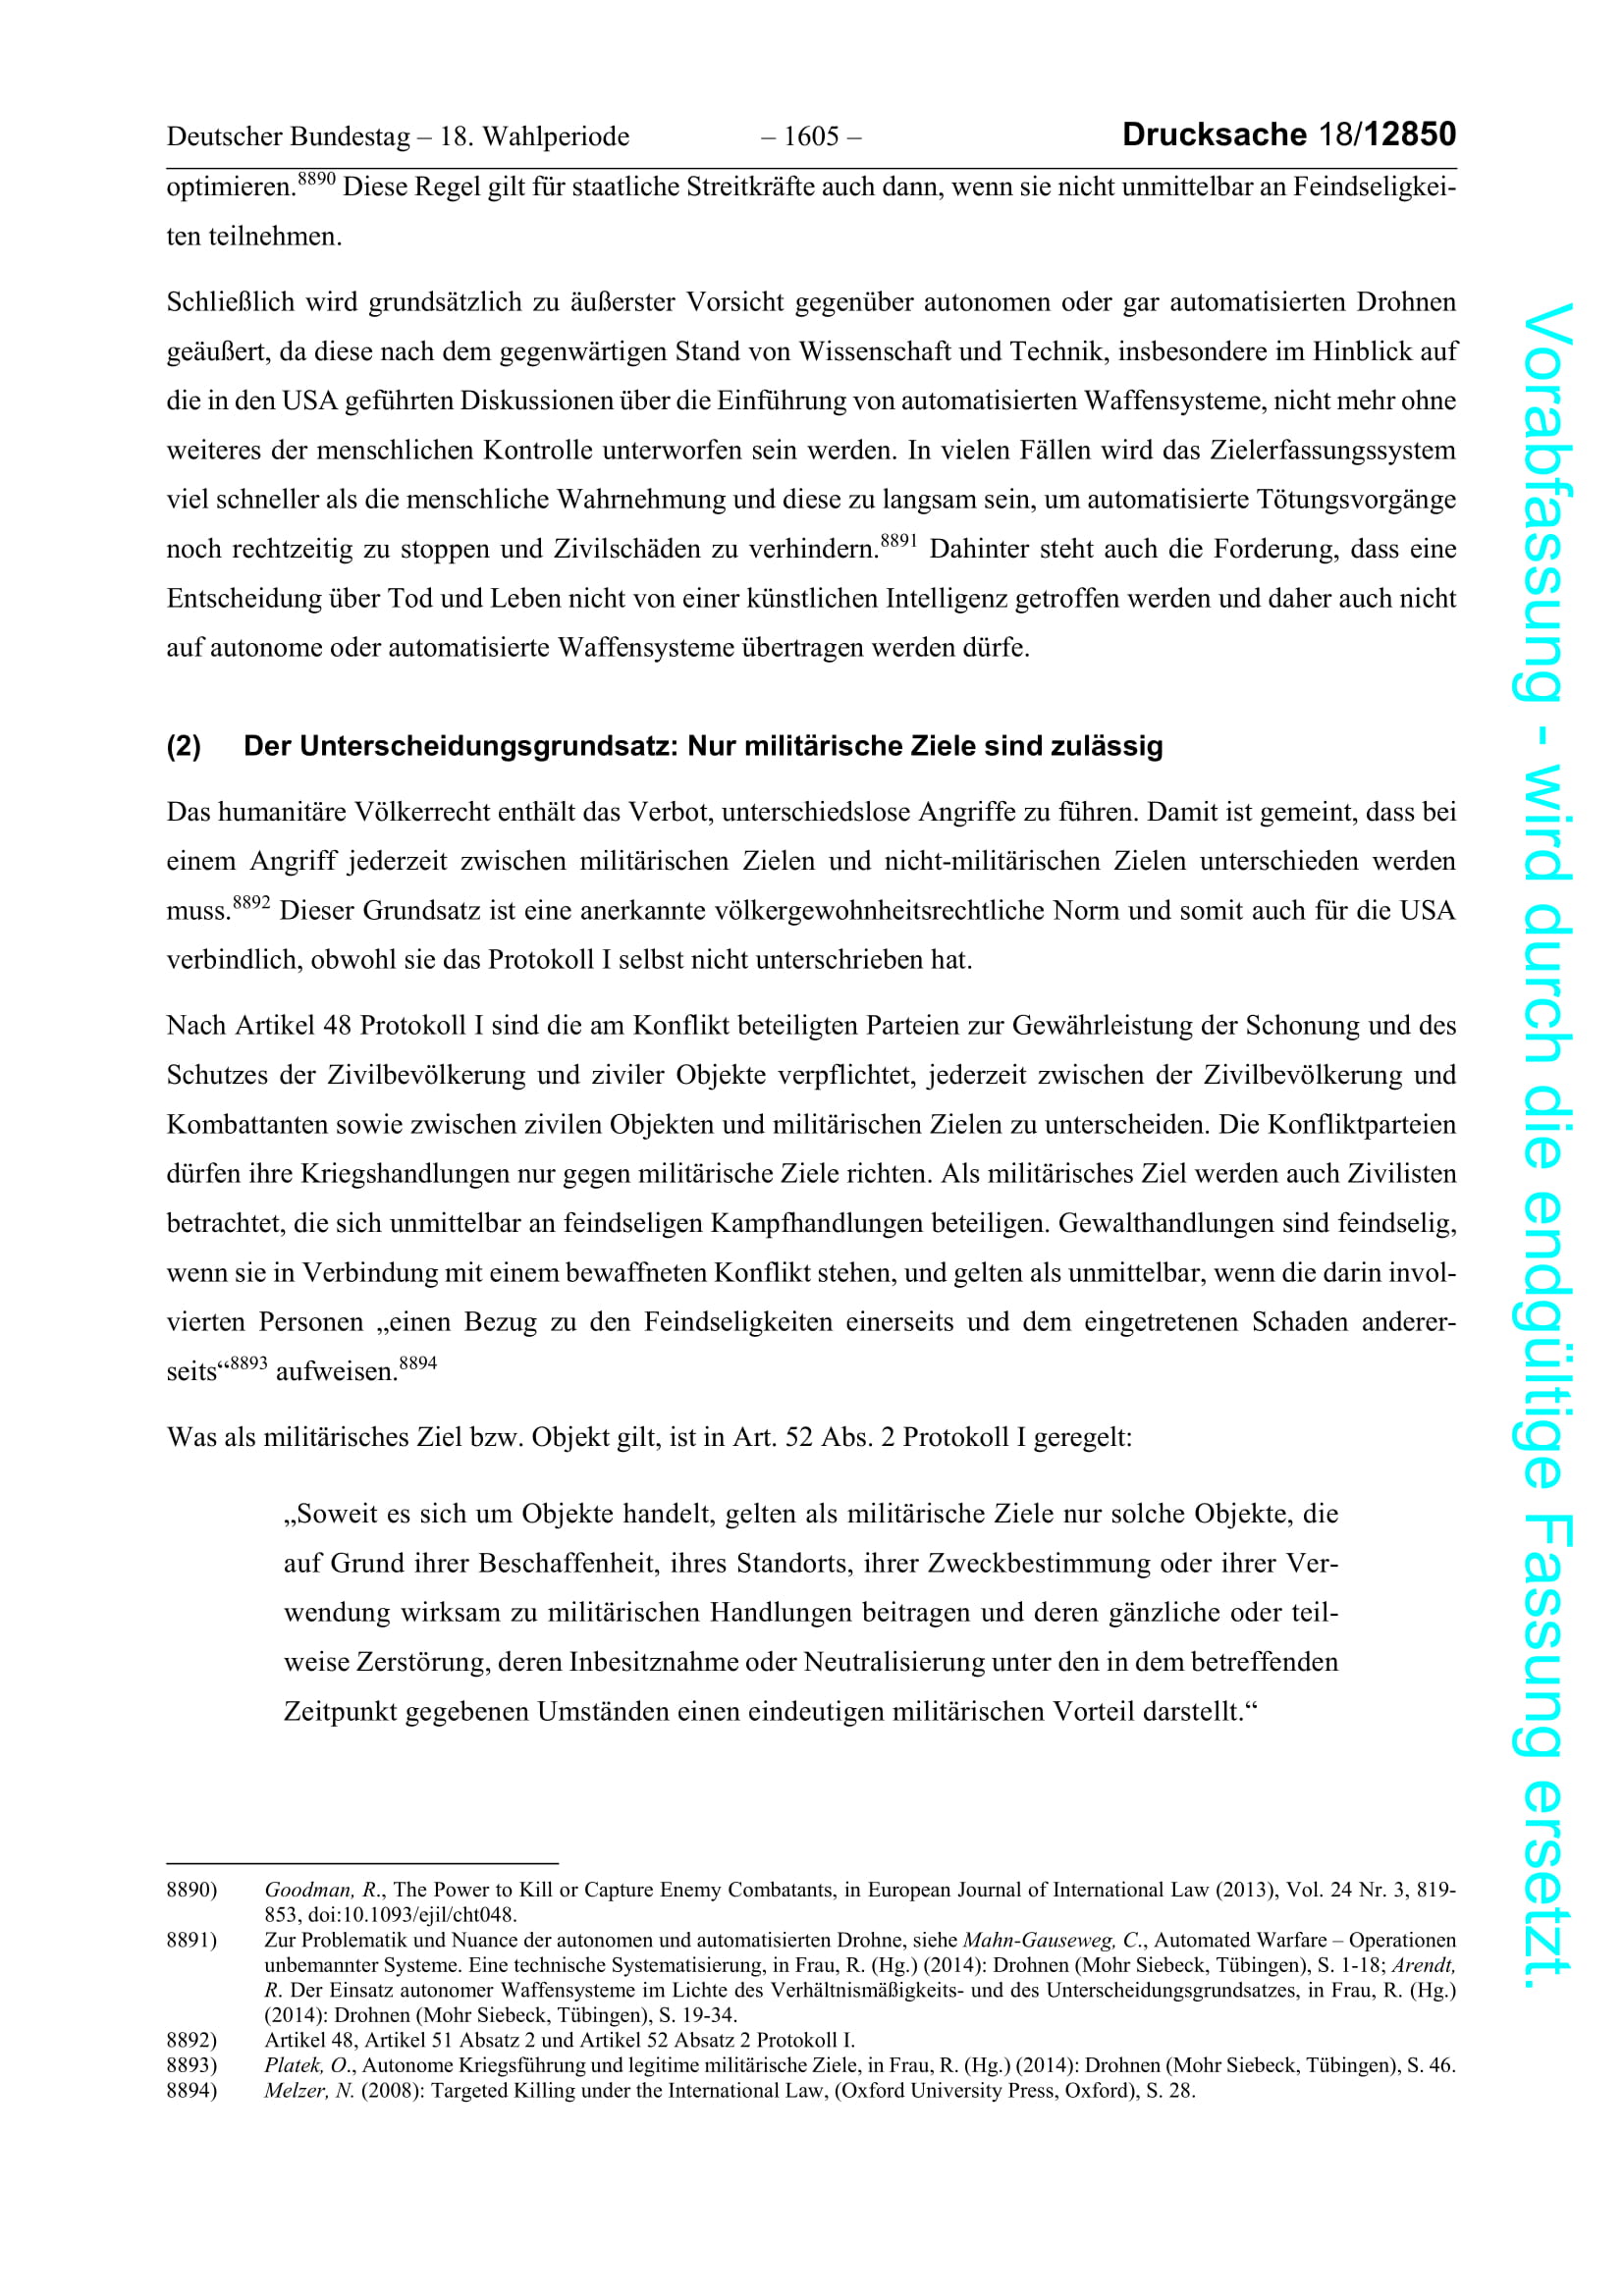 Deutscher Bundestag – 18. Wahlperiode – 1605 – Drucksache 18/12850
optimieren.8890 Diese Regel gilt für staatliche Streitkräfte auch dann, wenn sie nicht unmittelbar an Feindseligkei-
ten teilnehmen.
Schließlich wird grundsätzlich zu äußerster Vorsicht gegenüber autonomen oder gar automatisierten Drohnen
geäußert, da diese nach dem gegenwärtigen Stand von Wissenschaft und Technik, insbesondere im Hinblick auf
die in den USA geführten Diskussionen über die Einführung von automatisierten Waffensysteme, nicht mehr ohne
weiteres der menschlichen Kontrolle unterworfen sein werden. In vielen Fällen wird das Zielerfassungssystem
viel schneller als die menschliche Wahrnehmung und diese zu langsam sein, um automatisierte Tötungsvorgänge
noch rechtzeitig zu stoppen und Zivilschäden zu verhindern.8891 Dahinter steht auch die Forderung, dass eine
Entscheidung über Tod und Leben nicht von einer künstlichen Intelligenz getroffen werden und daher auch nicht
auf autonome oder automatisierte Waffensysteme übertragen werden dürfe.
(2) Der Unterscheidungsgrundsatz: Nur militärische Ziele sind zulässig
Das humanitäre Völkerrecht enthält das Verbot, unterschiedslose Angriffe zu führen. Damit ist gemeint, dass bei
einem Angriff jederzeit zwischen militärischen Zielen und nicht-militärischen Zielen unterschieden werden
muss.8892 Dieser Grundsatz ist eine anerkannte völkergewohnheitsrechtliche Norm und somit auch für die USA
verbindlich, obwohl sie das Protokoll I selbst nicht unterschrieben hat.
Nach Artikel 48 Protokoll I sind die am Konflikt beteiligten Parteien zur Gewährleistung der Schonung und des
Schutzes der Zivilbevölkerung und ziviler Objekte verpflichtet, jederzeit zwischen der Zivilbevölkerung und
Kombattanten sowie zwischen zivilen Objekten und militärischen Zielen zu unterscheiden. Die Konfliktparteien
dürfen ihre Kriegshandlungen nur gegen militärische Ziele richten. Als militärisches Ziel werden auch Zivilisten
betrachtet, die sich unmittelbar an feindseligen Kampfhandlungen beteiligen. Gewalthandlungen sind feindselig,
wenn sie in Verbindung mit einem bewaffneten Konflikt stehen, und gelten als unmittelbar, wenn die darin invol-
vierten Personen „einen Bezug zu den Feindseligkeiten einerseits und dem eingetretenen Schaden anderer-
seits“8893 aufweisen.8894
Was als militärisches Ziel bzw. Objekt gilt, ist in Art. 52 Abs. 2 Protokoll I geregelt:
„Soweit es sich um Objekte handelt, gelten als militärische Ziele nur solche Objekte, die
auf Grund ihrer Beschaffenheit, ihres Standorts, ihrer Zweckbestimmung oder ihrer Ver-
wendung wirksam zu militärischen Handlungen beitragen und deren gänzliche oder teil-
weise Zerstörung, deren Inbesitznahme oder Neutralisierung unter den in dem betreffenden
Zeitpunkt gegebenen Umständen einen eindeutigen militärischen Vorteil darstellt.“
8890) Goodman, R., The Power to Kill or Capture Enemy Combatants, in European Journal of International Law (2013), Vol. 24 Nr. 3, 819-
853, doi:10.1093/ejil/cht048.
8891) Zur Problematik und Nuance der autonomen und automatisierten Drohne, siehe Mahn-Gauseweg, C., Automated Warfare – Operationen
unbemannter Systeme. Eine technische Systematisierung, in Frau, R. (Hg.) (2014): Drohnen (Mohr Siebeck, Tübingen), S. 1-18; Arendt,
R. Der Einsatz autonomer Waffensysteme im Lichte des Verhältnismäßigkeits- und des Unterscheidungsgrundsatzes, in Frau, R. (Hg.)
(2014): Drohnen (Mohr Siebeck, Tübingen), S. 19-34.
8892) Artikel 48, Artikel 51 Absatz 2 und Artikel 52 Absatz 2 Protokoll I.
8893) Platek, O., Autonome Kriegsführung und legitime militärische Ziele, in Frau, R. (Hg.) (2014): Drohnen (Mohr Siebeck, Tübingen), S. 46.
8894) Melzer, N. (2008): Targeted Killing under the International Law, (Oxford University Press, Oxford), S. 28.
Vorabfassung - wird durch die endgültige Fassung ersetzt.